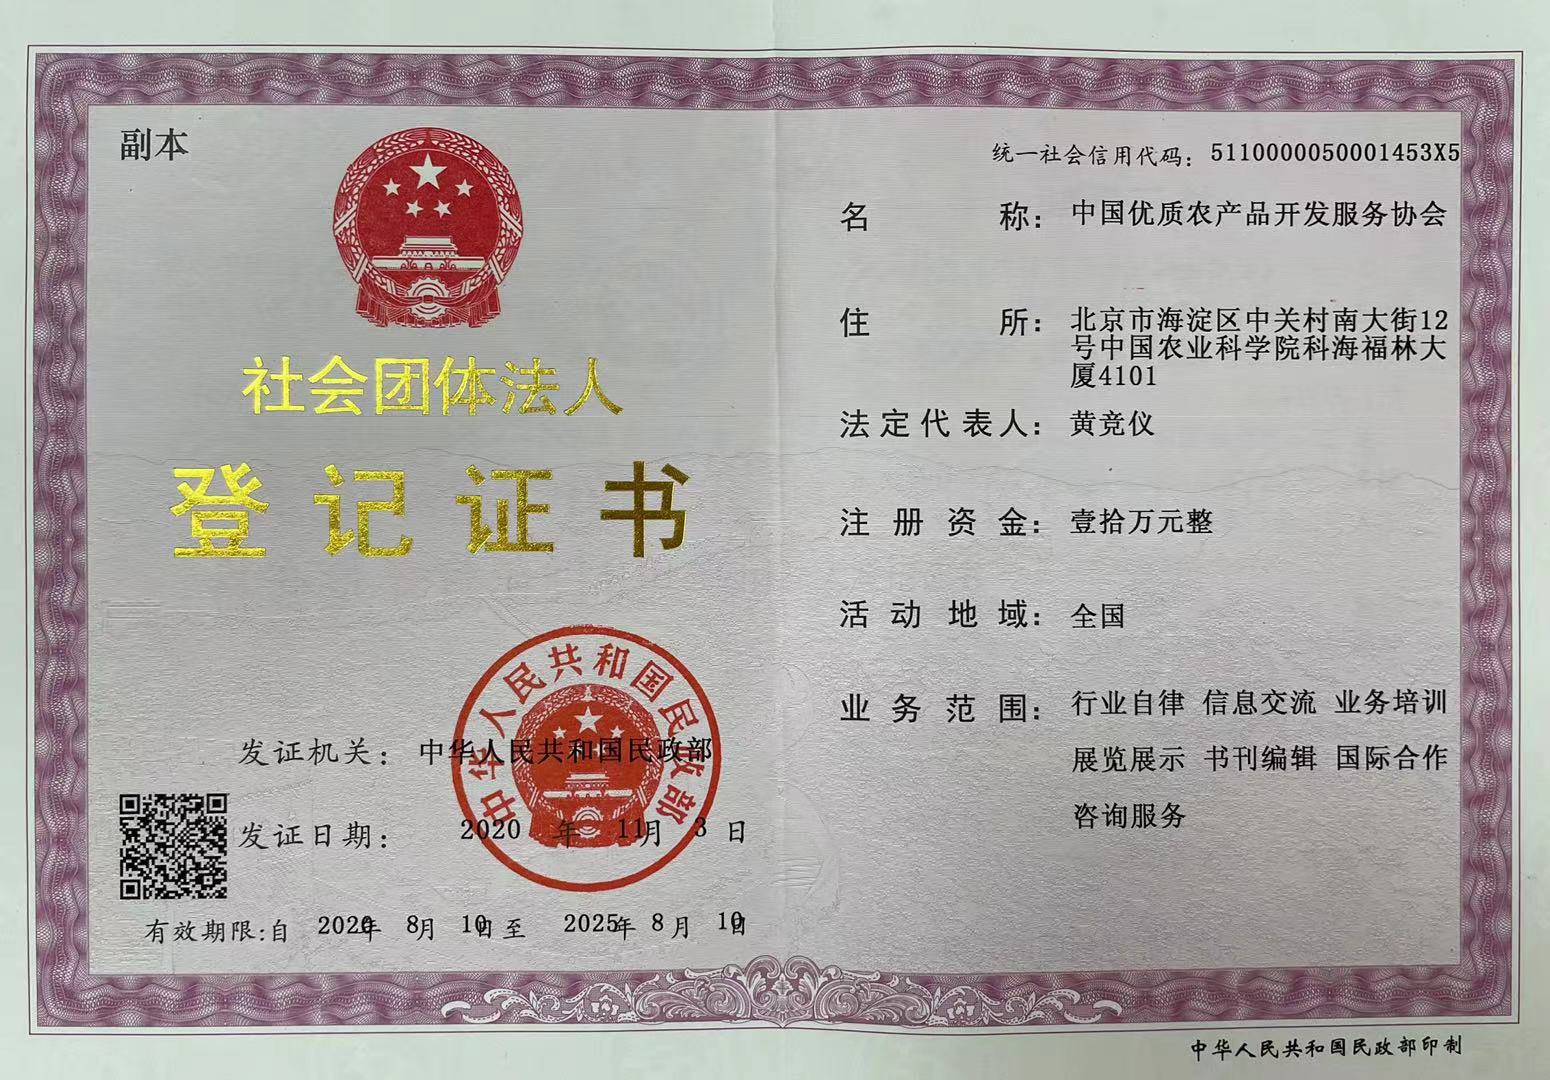 副本
社会团体法人
登记证书
发证机关：中华人民共和国民政部
中华人民共和国民政部
发证日期：2020年11月3日
有效期限:自2020年8月10日至2025年8月10日
统一社会信用代码：5110000050001453X5
名称：中国优质农产品开发服务协会
住所：北京市海淀区中关村南大街12
号中国农业科学院科海福林大
厦4101
法定代表人：黄竞仪
注册资金：壹拾万元整
活动地域：全国
业务范围：行业自律 信息交流 业务培训
展览展示 书刊编辑 国际合作
咨询服务
中华人民共和国民政部印制